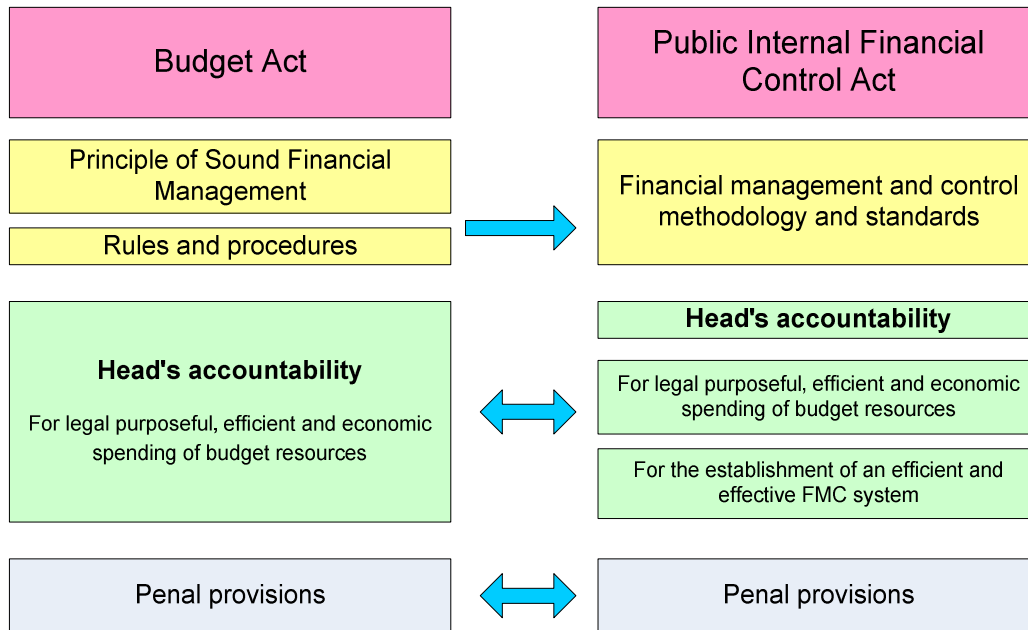 Budget Act
Public Internal Financial
Control Act
Principle of Sound Financial
Management
Rules and procedures
Financial management and control
methodology and standards
Head's accountability
For legal purposeful, efficient and economic
spending of budget resources
Head's accountability
For legal purposeful, efficient and economic
spending of budget resources
For the establishment of an efficient and
effective FMC system
Penal provisions
Penal provisions